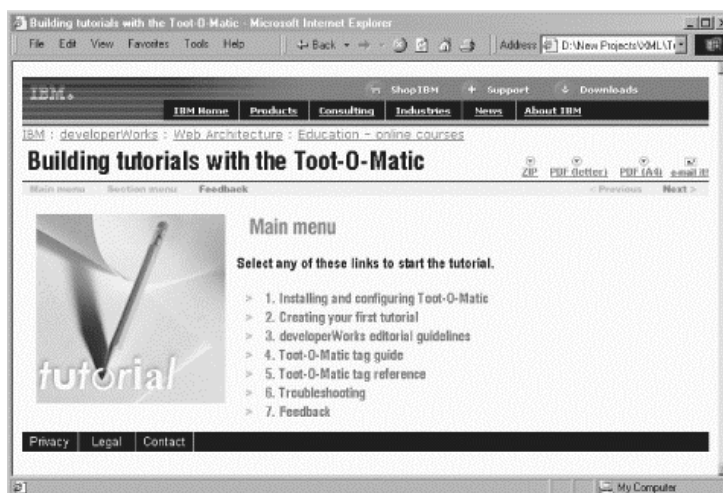 Building tutorials with the Toot-O-Matic - Microsoft Internet Explorer
File Edit View Favorites Tools Help Back Address D:\New Projects\XML\T
IBM
ShopIBM + Support Downloads
IBM Home Products Consulting Industries News About IBM
IBM : developerWorks : Web Architecture : Education - online courses
Building tutorials with the Toot-O-Matic
ZIP PDF (letter) PDF (A4) e-mail it!
Main menu Section menu Feedback < Previous Next >
Main menu
Select any of these links to start the tutorial.
> 1. Installing and configuring Toot-O-Matic
> 2. Creating your first tutorial
> 3. developerWorks editorial guidelines
> 4. Toot-O-Matic tag guide
> 5. Toot-O-Matic tag reference
> 6. Troubleshooting
> 7. Feedback
tutorial
Privacy Legal Contact
My Computer